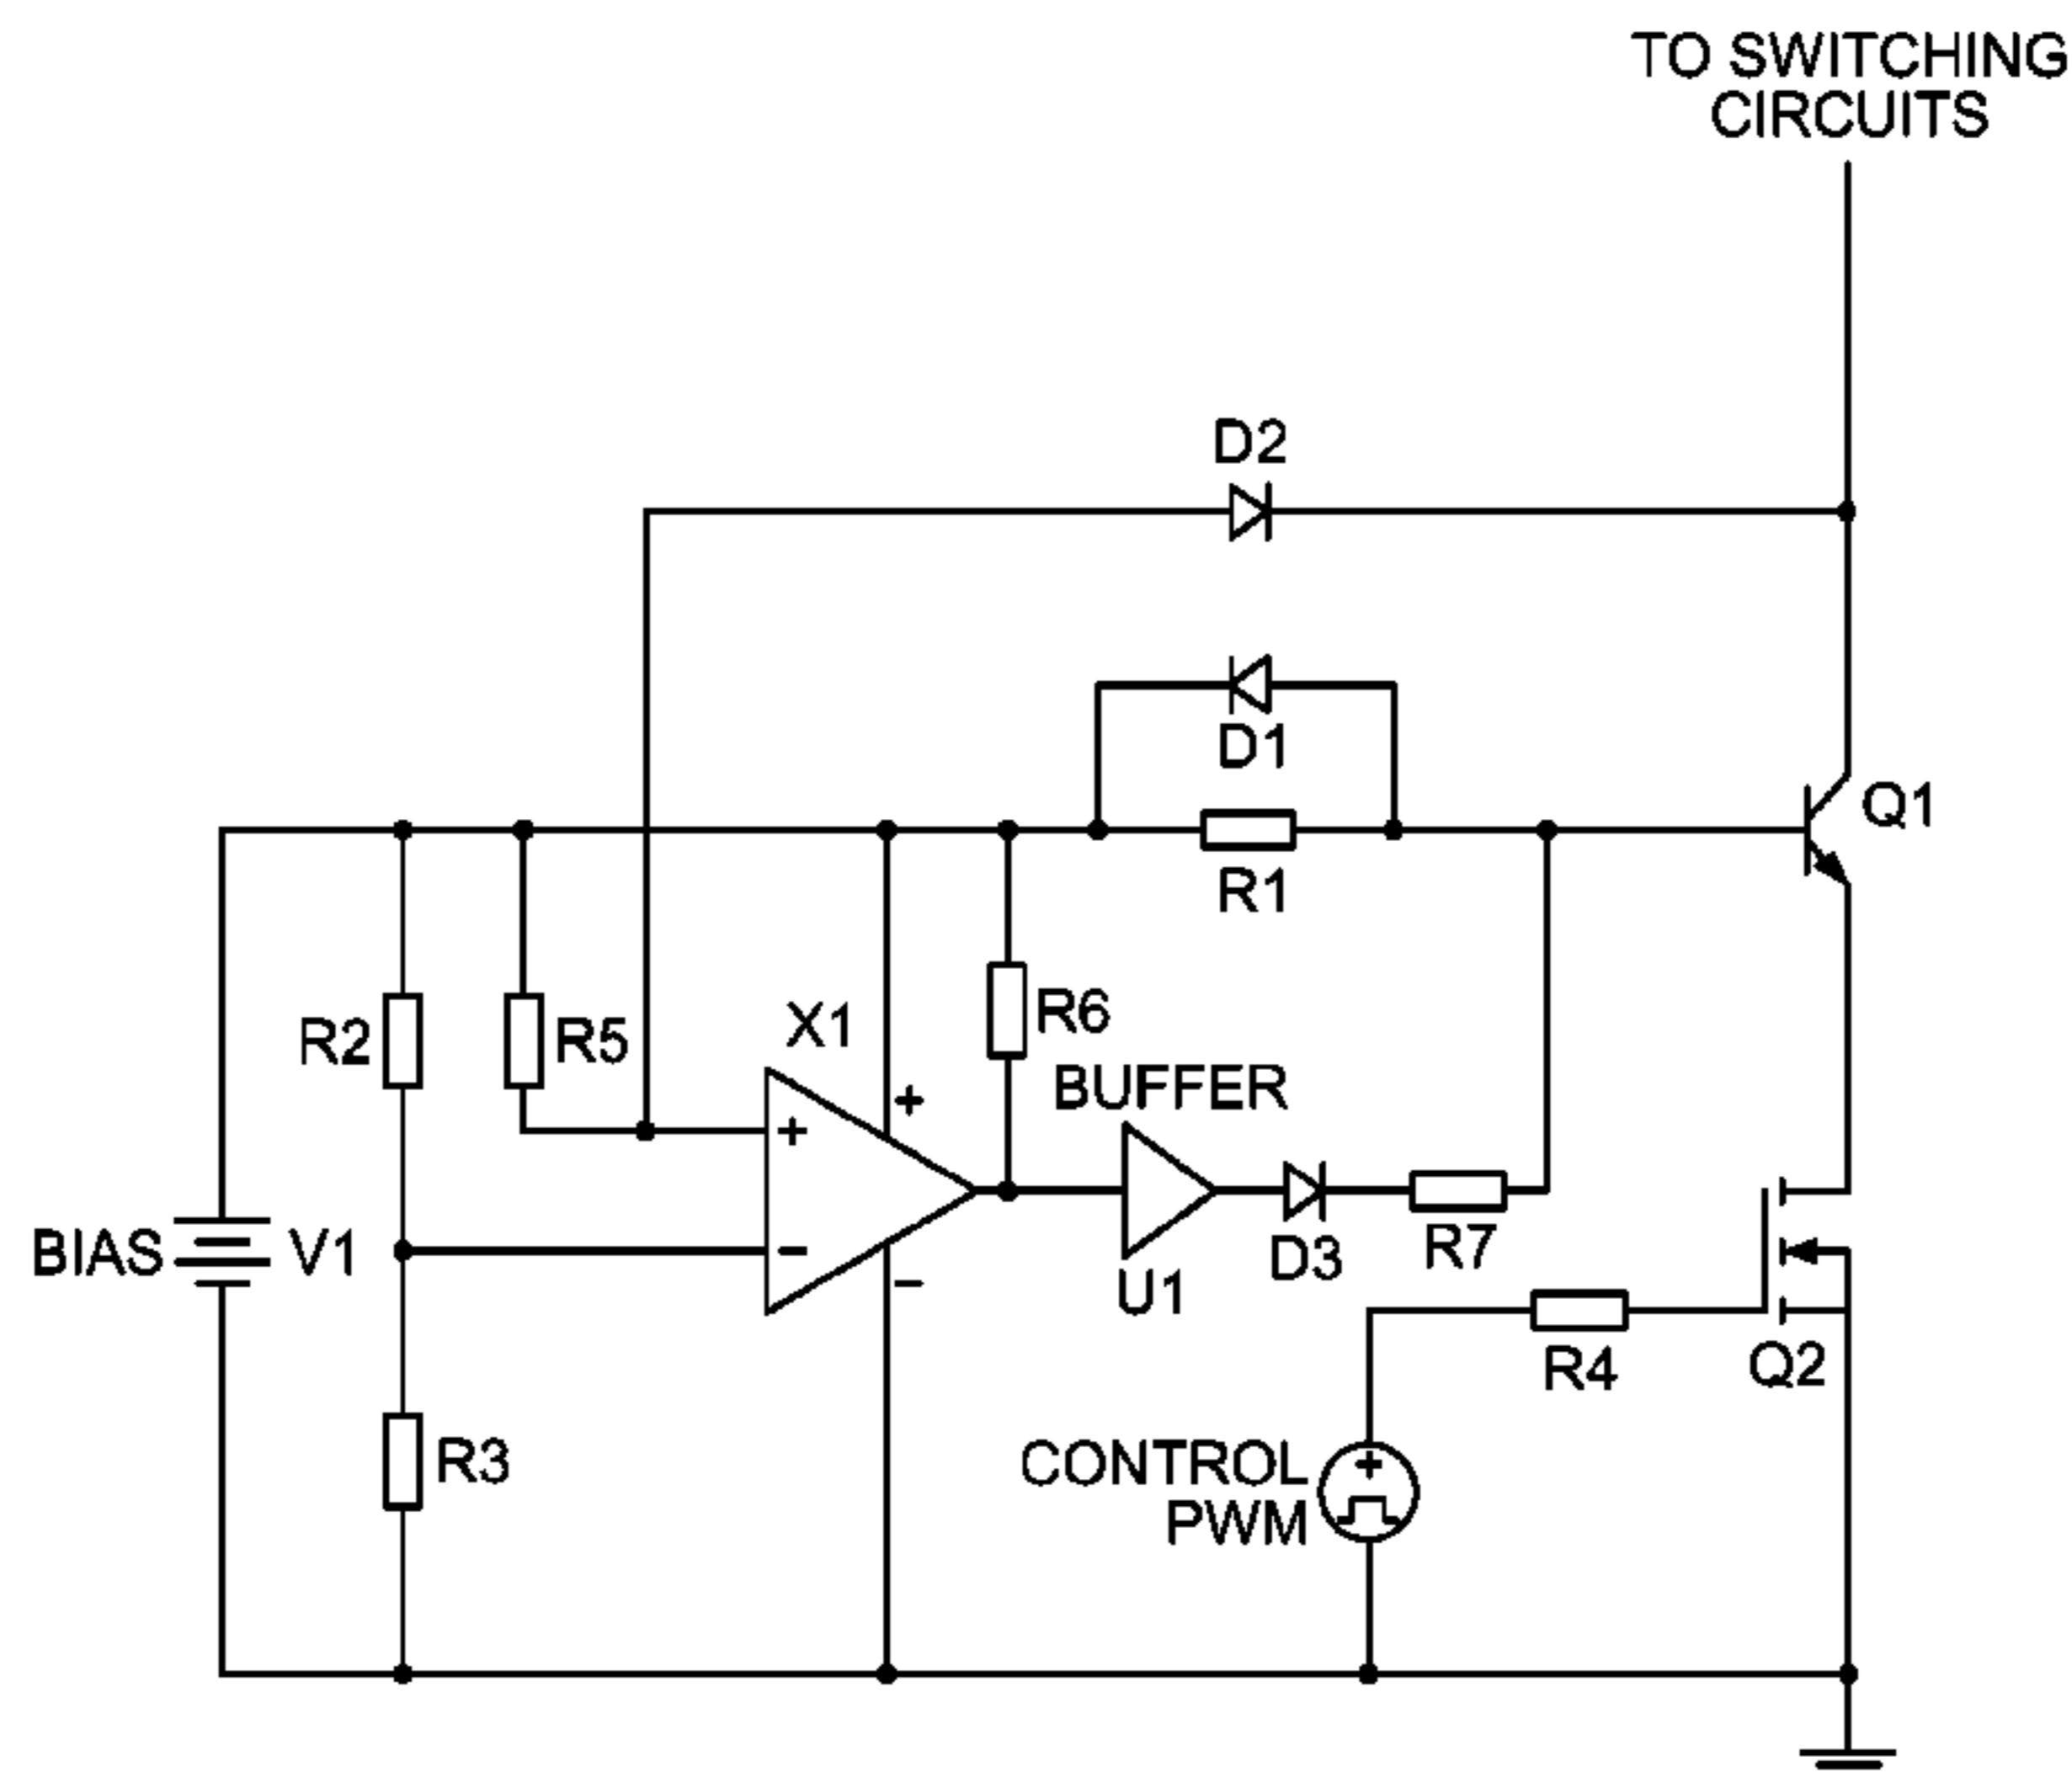 TO SWITCHING
CIRCUITS
D2
D1
Q1
R1
R2
R5
X1
R6
+
BUFFER
+
-
-
BIAS
V1
U1
D3
R7
R4
Q2
R3
CONTROL
PWM
+